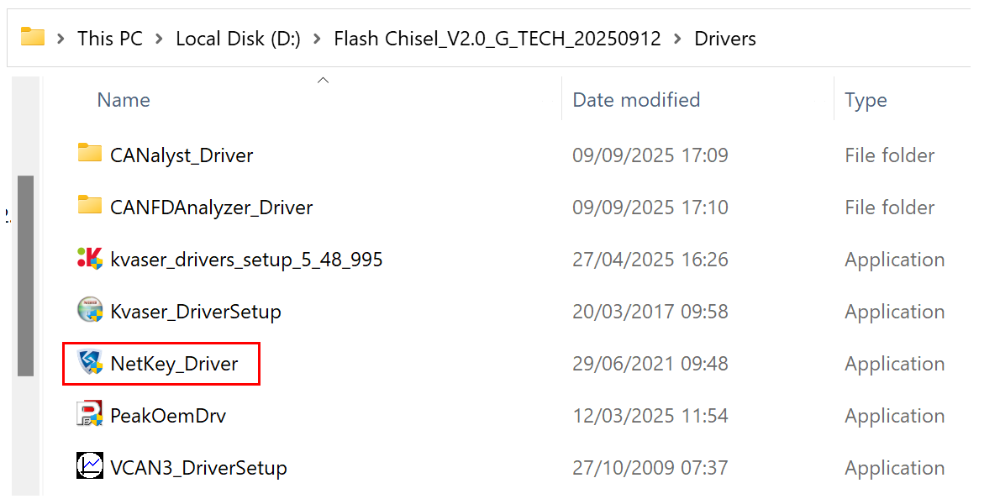 This PC > Local Disk (D:) > Flash Chisel_V2.0_G_TECH_20250912 > Drivers
Name Date modified Type
CANalyst_Driver 09/09/2025 17:09 File folder
CANFDAnalyzer_Driver 09/09/2025 17:10 File folder
kvaser_drivers_setup_5_48_995 27/04/2025 16:26 Application
Kvaser_DriverSetup 20/03/2017 09:58 Application
NetKey_Driver 29/06/2021 09:48 Application
PeakOemDrv 12/03/2025 11:54 Application
VCAN3_DriverSetup 27/10/2009 07:37 Application